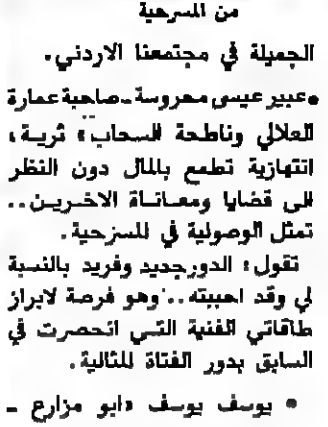 من المسرحية
الجميلة في مجتمعنا الاردني.
• عبير عيسى محروسة ـ صاحبة عمارة
العلالي وناطحة السحاب، ثرية،
انتهازية تطمع بالمال دون النظر
الى قضايا ومعاناة الاخرين..
تمثل الوصولية في المسرحية.
تقول: الدور جديد وفريد بالنسبة
لي وقد احببته.. وهو فرصة لابراز
طاقاتي الفنية التي انحصرت في
السابق بدور الفتاة المثالية.
• يوسف يوسف «ابو مزارع ـ